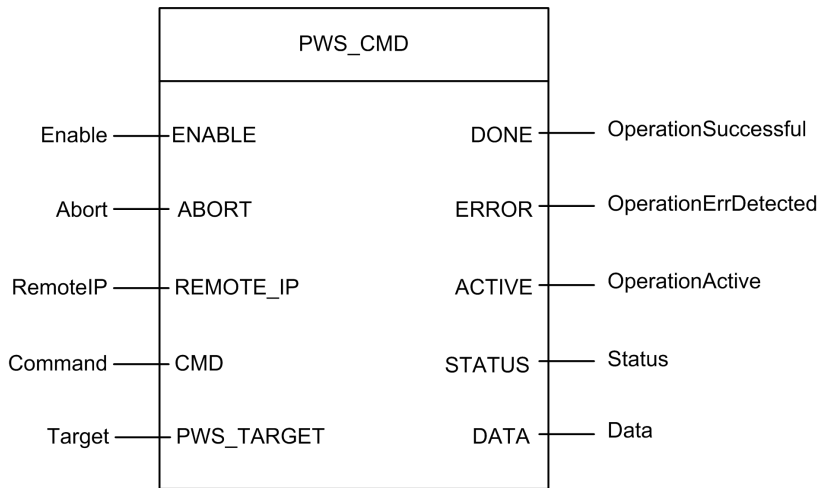 PWS_CMD
Enable ENABLE DONE OperationSuccessful
Abort ABORT ERROR OperationErrDetected
RemoteIP REMOTE_IP ACTIVE OperationActive
Command CMD STATUS Status
Target PWS_TARGET DATA Data